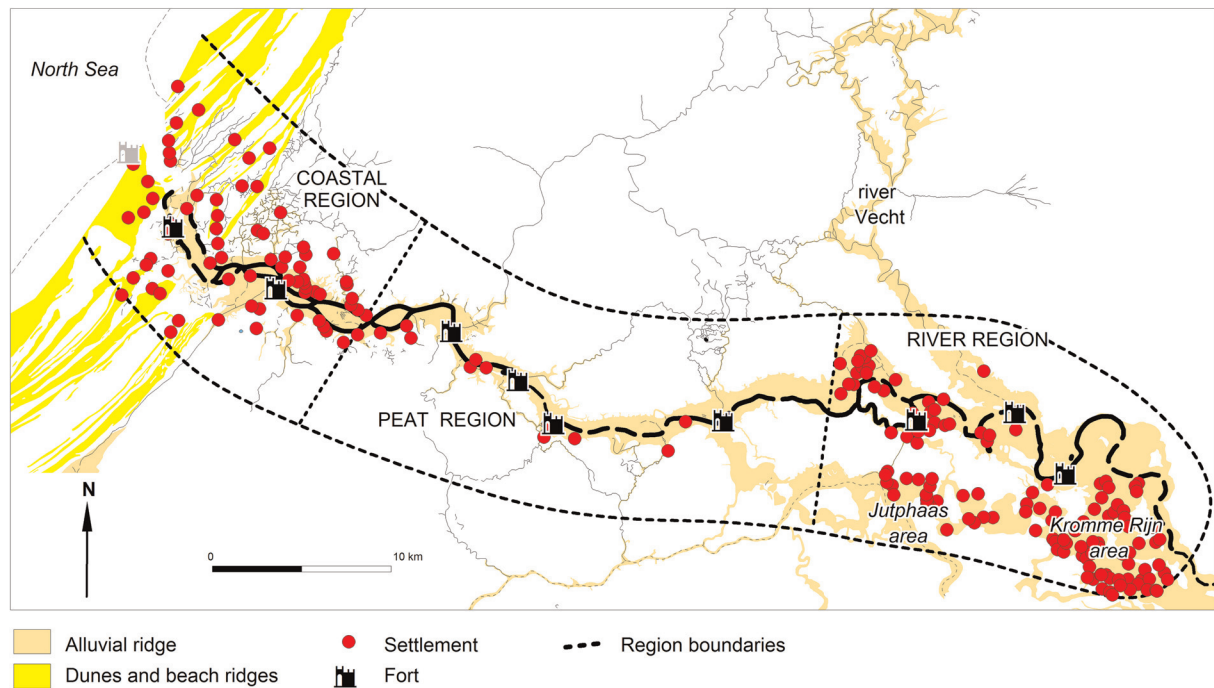 North Sea
COASTAL
REGION
river
Vecht
RIVER REGION
PEAT REGION
Jutphaas
area
Kromme Rijn
area
N
0 10 km
Alluvial ridge
Settlement
Region boundaries
Dunes and beach ridges
Fort